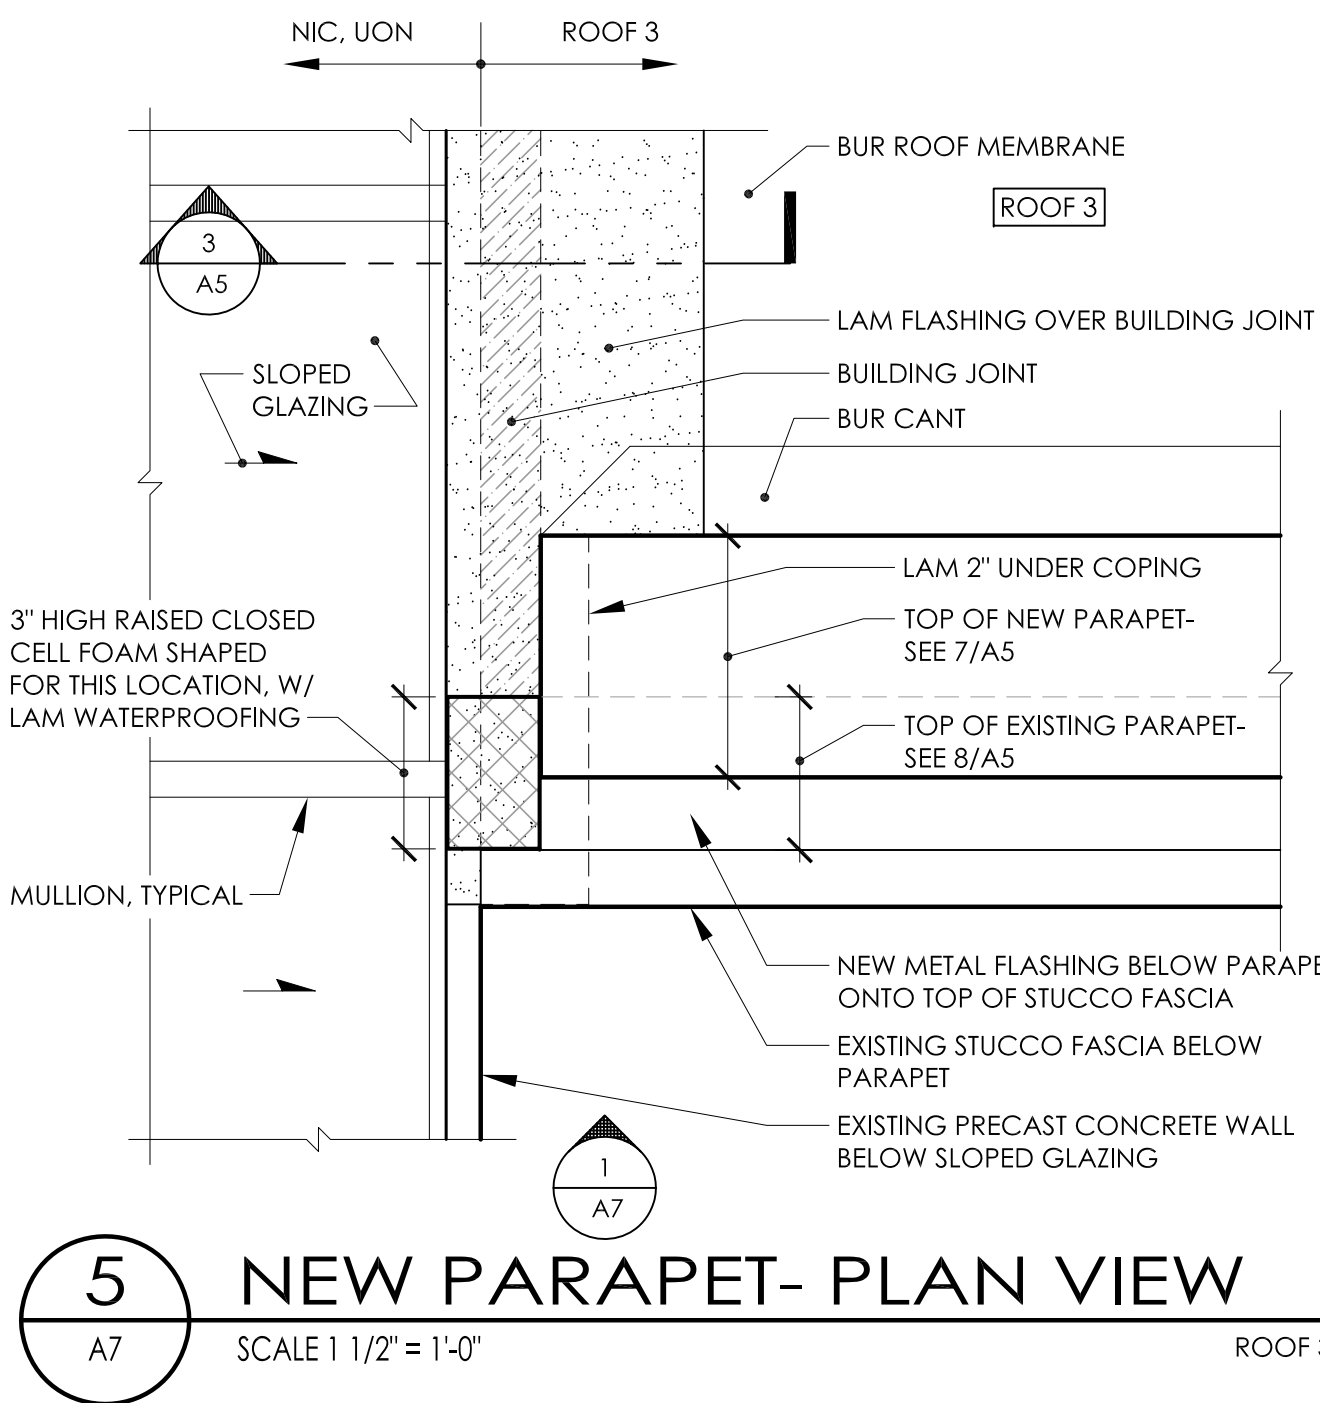 NIC, UON
ROOF 3
BUR ROOF MEMBRANE
ROOF 3
3
A5
LAM FLASHING OVER BUILDING JOINT
SLOPED
GLAZING
BUILDING JOINT
BUR CANT
LAM 2" UNDER COPING
3" HIGH RAISED CLOSED
CELL FOAM SHAPED
FOR THIS LOCATION, W/
LAM WATERPROOFING
TOP OF NEW PARAPET-
SEE 7/A5
TOP OF EXISTING PARAPET-
SEE 8/A5
MULLION, TYPICAL
NEW METAL FLASHING BELOW PARAPE
ONTO TOP OF STUCCO FASCIA
EXISTING STUCCO FASCIA BELOW
PARAPET
EXISTING PRECAST CONCRETE WALL
BELOW SLOPED GLAZING
1
A7
5
A7
NEW PARAPET- PLAN VIEW
SCALE 1 1/2" = 1'-0"
ROOF 3